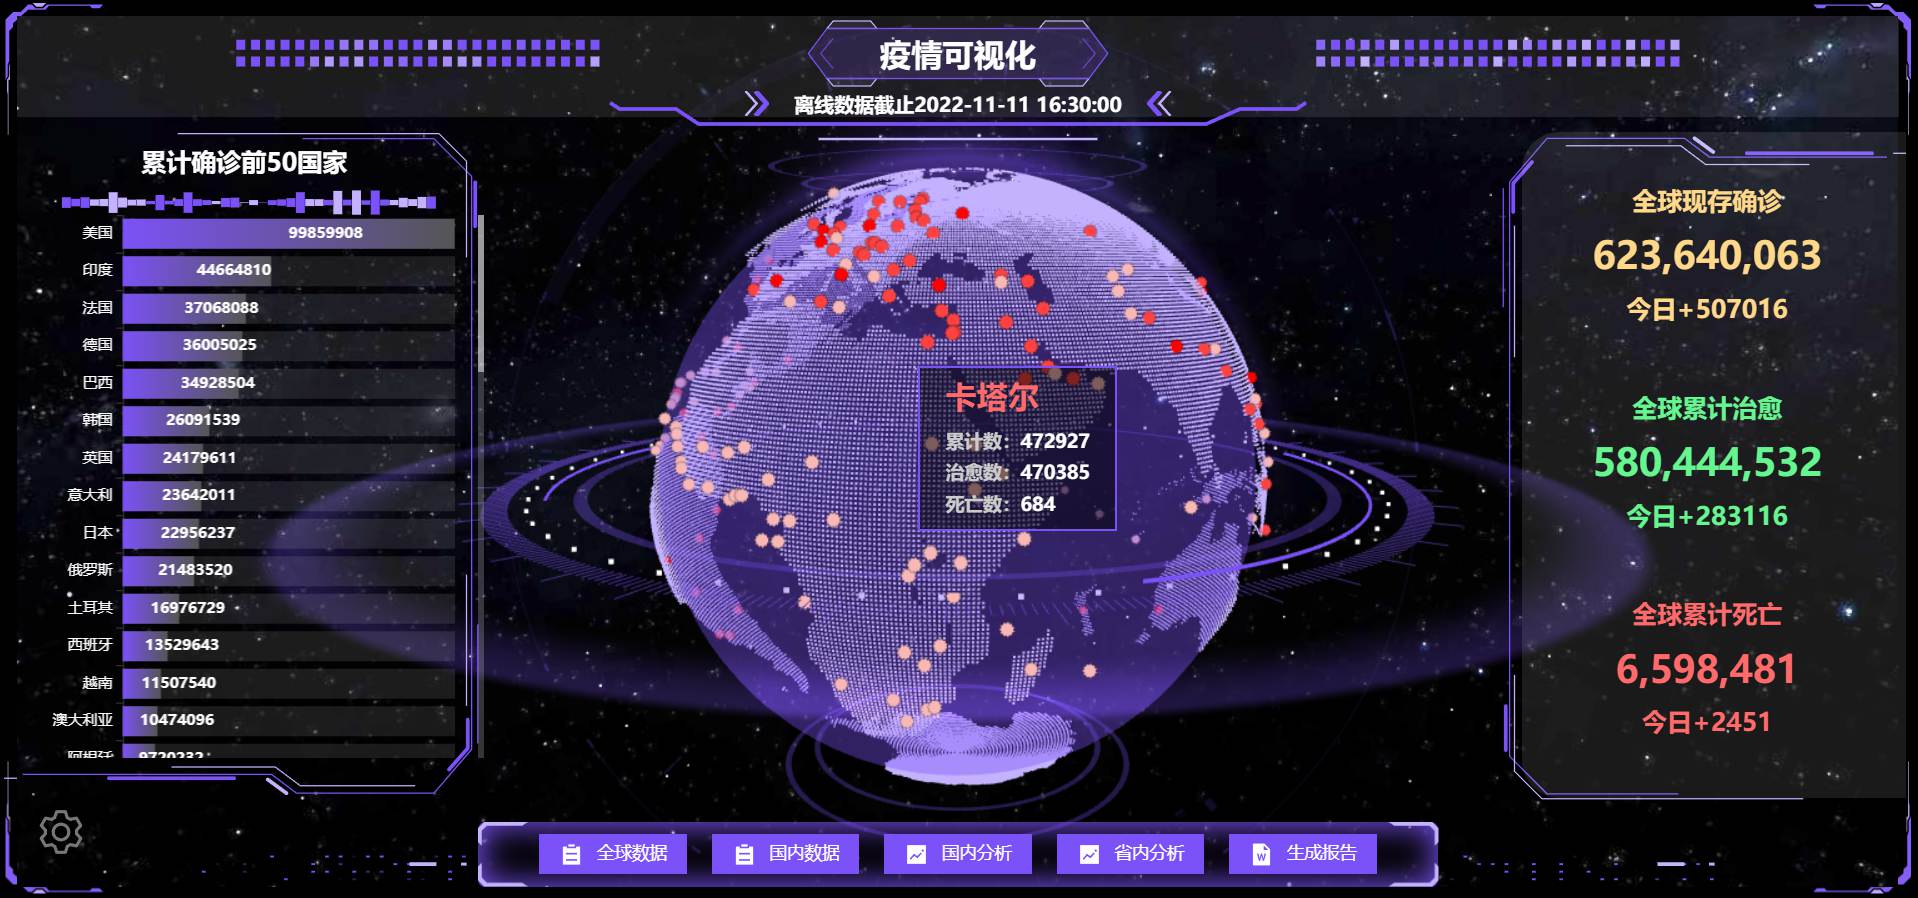 疫情可视化
离线数据截止2022-11-11 16:30:00
累计确诊前50国家
美国 99859908
印度 44664810
法国 37068088
德国 36005025
巴西 34928504
韩国 26091539
英国 24179611
意大利 23642011
日本 22956237
俄罗斯 21483520
土耳其 16976729
西班牙 13529643
越南 11507540
澳大利亚 10474096
阿根廷 9720232
卡塔尔
累计数：472927
治愈数：470385
死亡数：684
全球现存确诊
623,640,063
今日+507016
全球累计治愈
580,444,532
今日+283116
全球累计死亡
6,598,481
今日+2451
全球数据
国内数据
国内分析
省内分析
W 生成报告